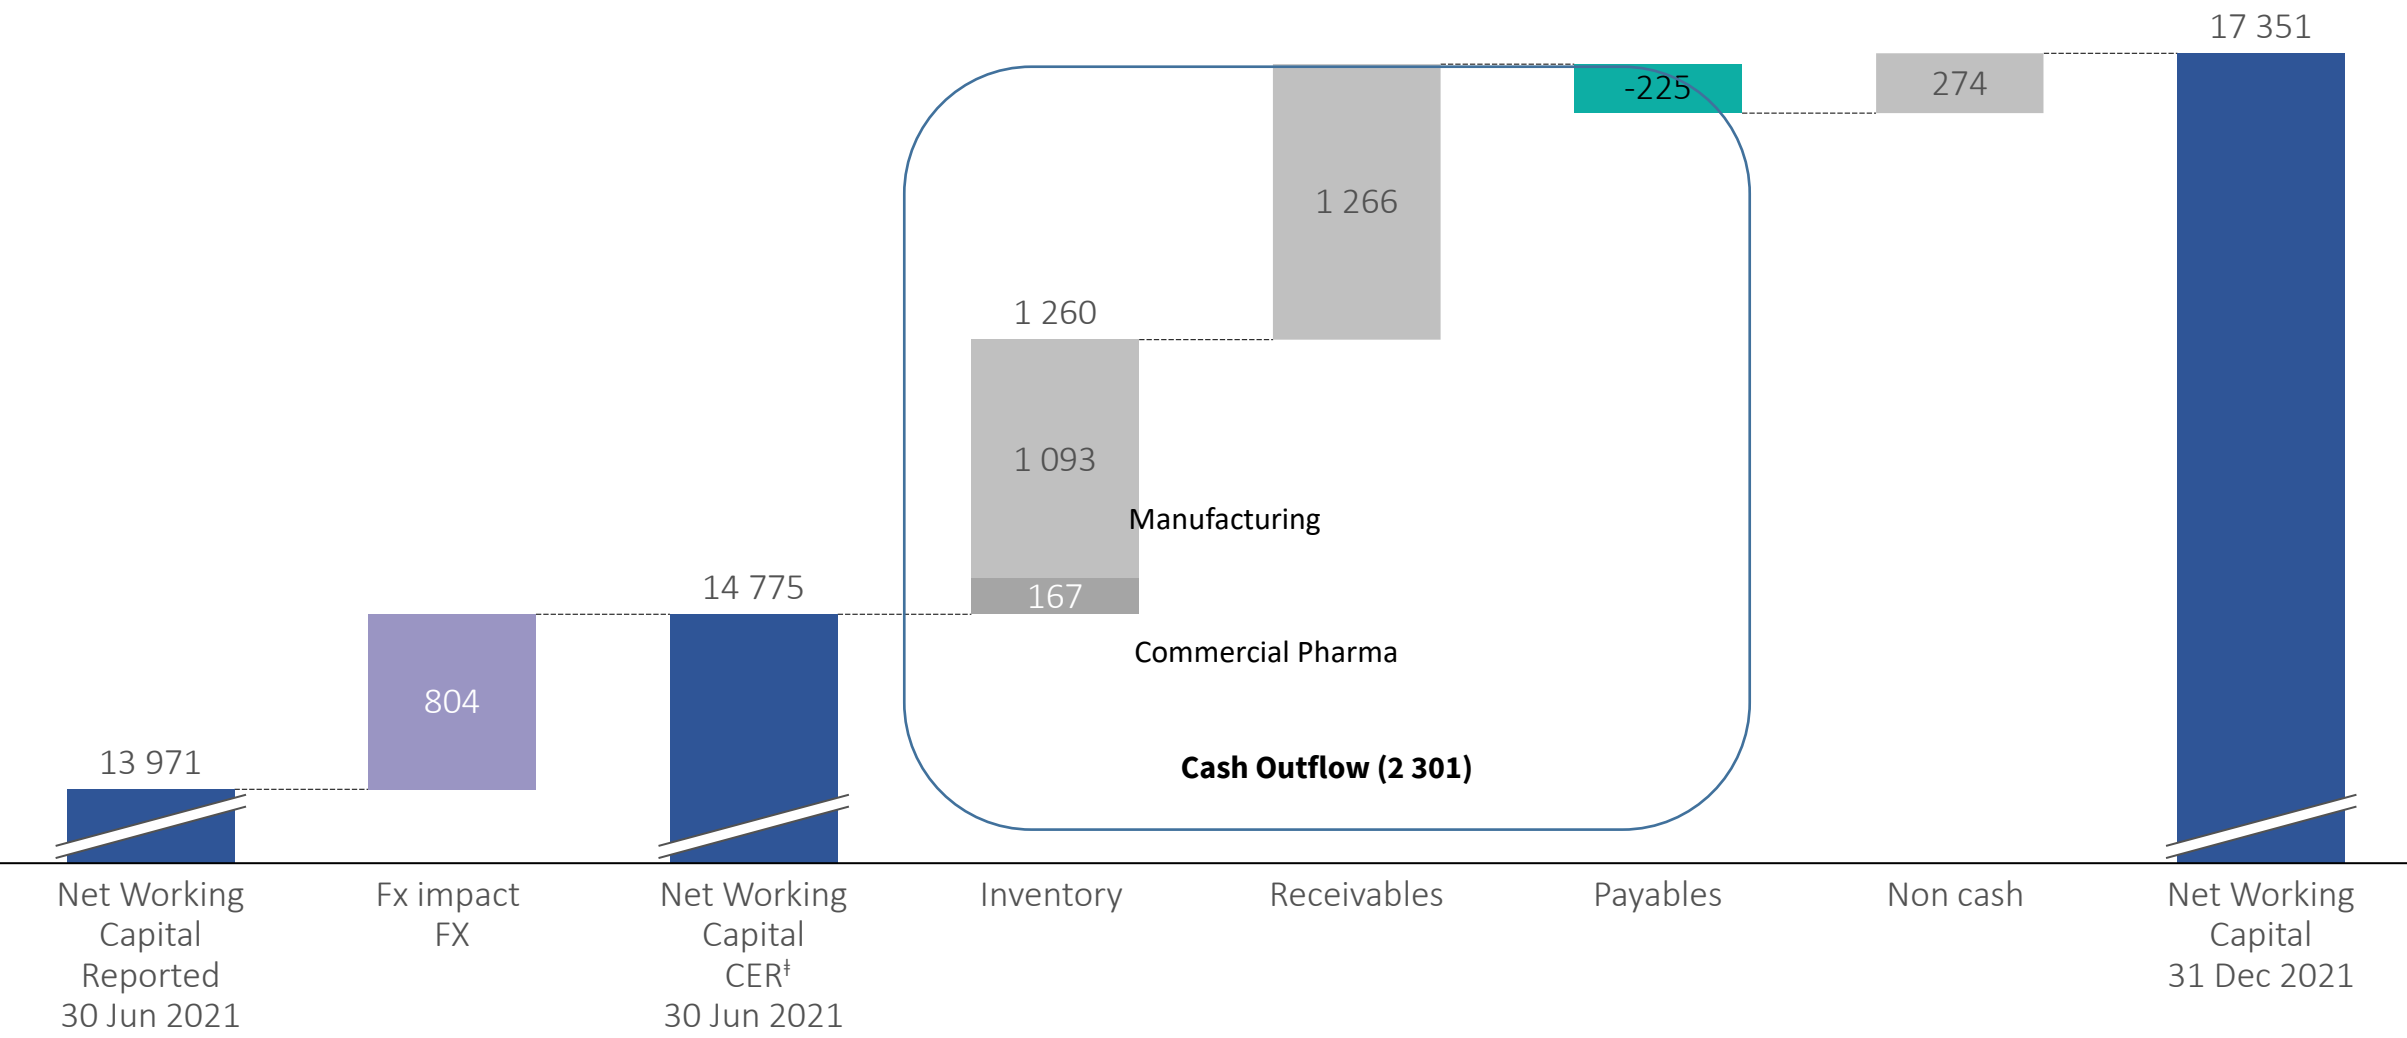 17 351
-225
274
1 266
1 260
1 093
Manufacturing
14 775
167
Commercial Pharma
804
13 971
Cash Outflow (2 301)
Net Working
Capital
Reported
30 Jun 2021
Fx impact
FX
Net Working
Capital
CER‡
30 Jun 2021
Inventory
Receivables
Payables
Non cash
Net Working
Capital
31 Dec 2021